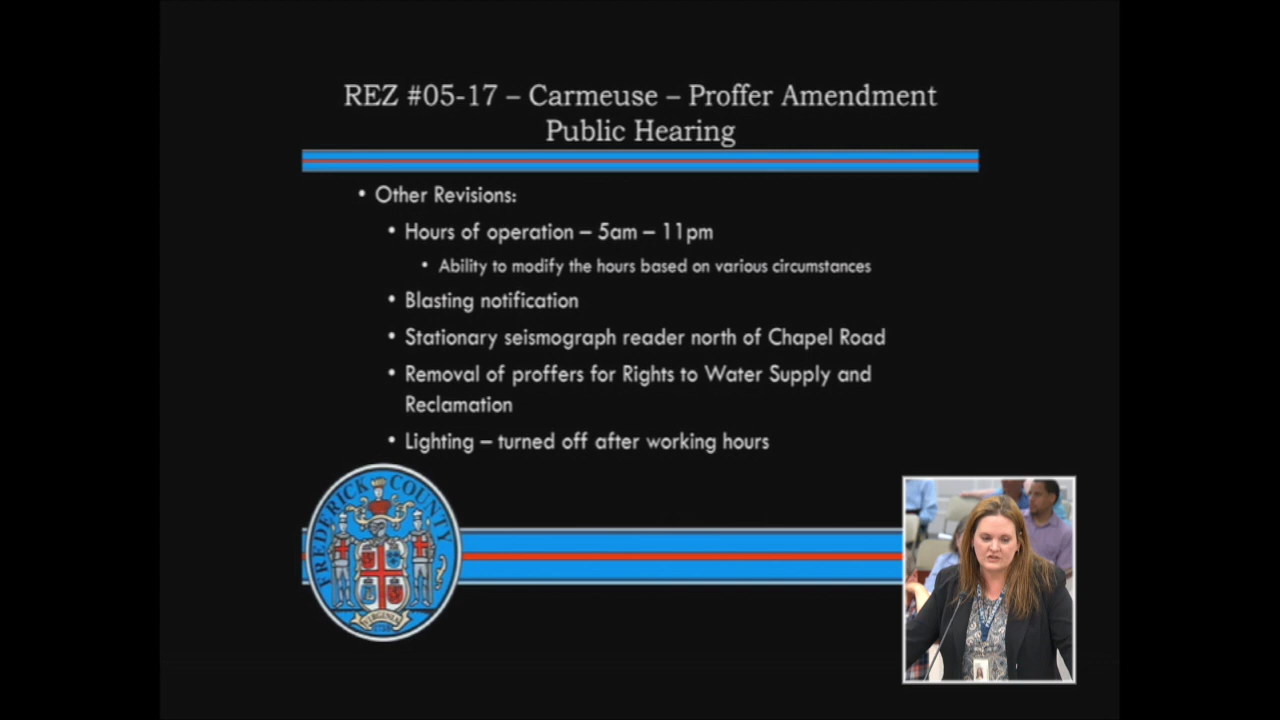 REZ #05-17 – Carmeuse – Proffer Amendment
Public Hearing
• Other Revisions:
• Hours of operation – 5am – 11pm
• Ability to modify the hours based on various circumstances
• Blasting notification
• Stationary seismograph reader north of Chapel Road
• Removal of proffers for Rights to Water Supply and
Reclamation
• Lighting – turned off after working hours
FREDERICK COUNTY
VIRGINIA